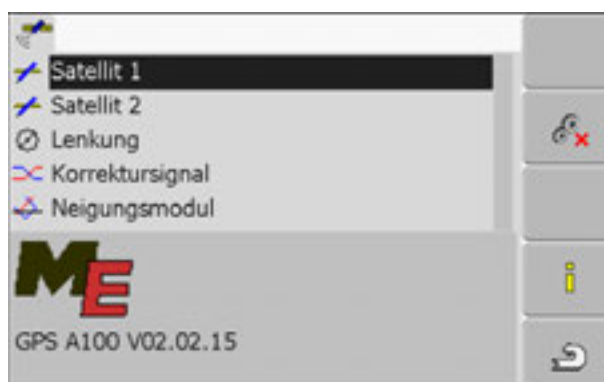 Satellit 1
Satellit 2
Lenkung
Korrektursignal
Neigungsmodul
ME
GPS A100 V02.02.15